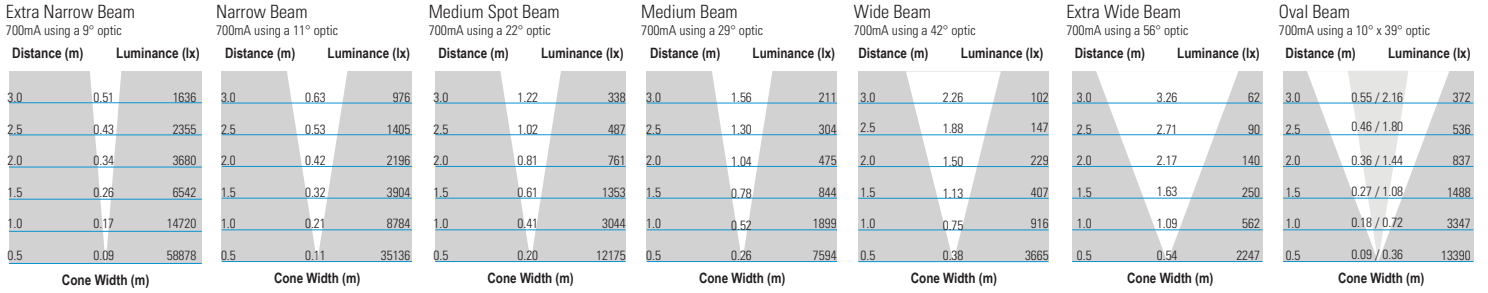 Extra Narrow Beam
700mA using a 9° optic
Distance (m) Luminance (lx)
3.0 0.51 1636
2.5 0.43 2355
2.0 0.34 3680
1.5 0.26 6542
1.0 0.17 14720
0.5 0.09 58878
Cone Width (m)
Narrow Beam
700mA using a 11° optic
Distance (m) Luminance (lx)
3.0 0.63 976
2.5 0.53 1405
2.0 0.42 2196
1.5 0.32 3904
1.0 0.21 8784
0.5 0.11 35136
Cone Width (m)
Medium Spot Beam
700mA using a 22° optic
Distance (m) Luminance (lx)
3.0 1.22 338
2.5 1.02 487
2.0 0.81 761
1.5 0.61 1353
1.0 0.41 3044
0.5 0.20 12175
Cone Width (m)
Medium Beam
700mA using a 29° optic
Distance (m) Luminance (lx)
3.0 1.56 211
2.5 1.30 304
2.0 1.04 475
1.5 0.78 844
1.0 0.52 1899
0.5 0.26 7594
Cone Width (m)
Wide Beam
700mA using a 42° optic
Distance (m) Luminance (lx)
3.0 2.26 102
2.5 1.88 147
2.0 1.50 229
1.5 1.13 407
1.0 0.75 916
0.5 0.38 3665
Cone Width (m)
Extra Wide Beam
700mA using a 56° optic
Distance (m) Luminance (lx)
3.0 3.26 62
2.5 2.71 90
2.0 2.17 140
1.5 1.63 250
1.0 1.09 562
0.5 0.54 2247
Cone Width (m)
Oval Beam
700mA using a 10° x 39° optic
Distance (m) Luminance (lx)
3.0 0.55 / 2.16 372
2.5 0.46 / 1.80 536
2.0 0.36 / 1.44 837
1.5 0.27 / 1.08 1488
1.0 0.18 / 0.72 3347
0.5 0.09 / 0.36 13390
Cone Width (m)